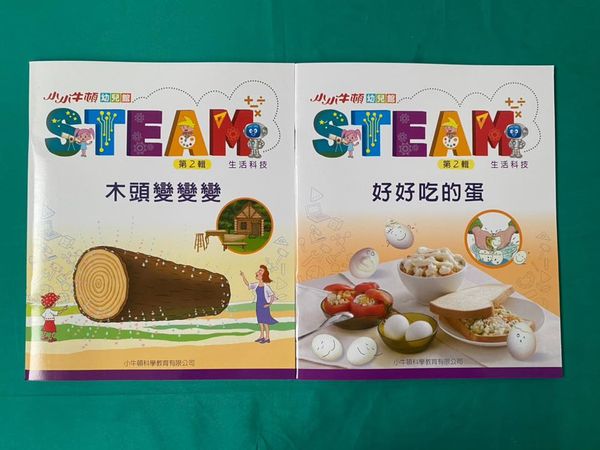 小小牛頓 幼兒館
STEAM
第2輯 生活科技
木頭變變變
小牛頓科學教育有限公司
小小牛頓 幼兒館
STEAM
第2輯 生活科技
好好吃的蛋
小牛頓科學教育有限公司